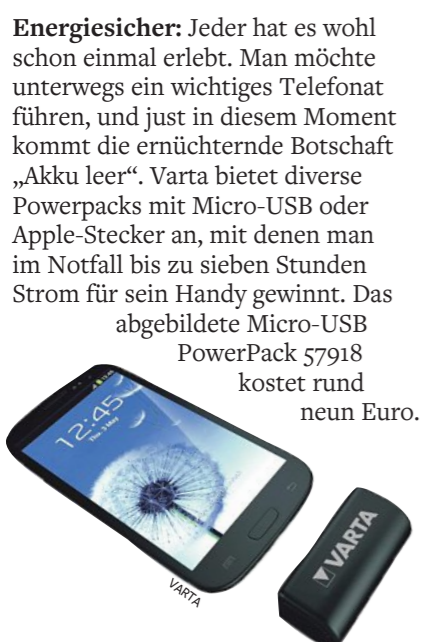 Energiesicher: Jeder hat es wohl
schon einmal erlebt. Man möchte
unterwegs ein wichtiges Telefonat
führen, und just in diesem Moment
kommt die ernüchternde Botschaft
„Akku leer“. Varta bietet diverse
Powerpacks mit Micro-USB oder
Apple-Stecker an, mit denen man
im Notfall bis zu sieben Stunden
Strom für sein Handy gewinnt. Das
abgebildete Micro-USB
PowerPack 57918
kostet rund
neun Euro.
12:45
Thu, 3 May
VARTA
VARTA